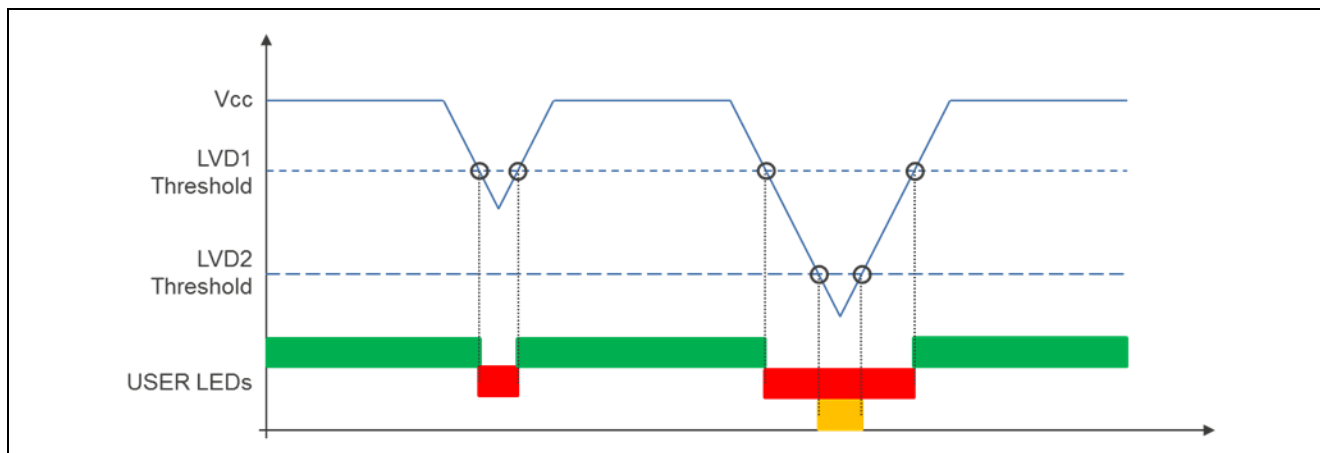 Vcc
LVD1
Threshold
LVD2
Threshold
USER LEDs